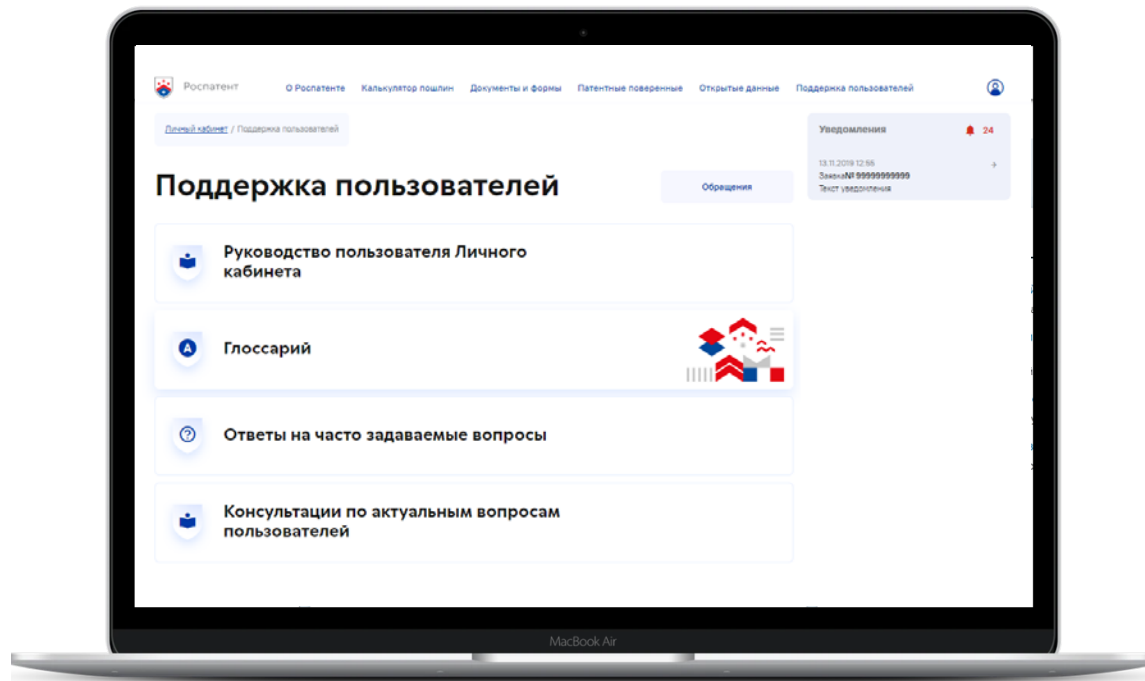 Роспатент
О Роспатенте
Калькулятор пошлин
Документы и формы
Патентные поверенные
Открытые данные
Поддержка пользователей
Личный кабинет / Поддержка пользователей
Уведомления
24
13.11.2019 12:56
Заявка№ 99999999999
Текст уведомления
Поддержка пользователей
Обращения
Руководство пользователя Личного
кабинета
A
Глоссарий
?
Ответы на часто задаваемые вопросы
Консультации по актуальным вопросам
пользователей
MacBook Air